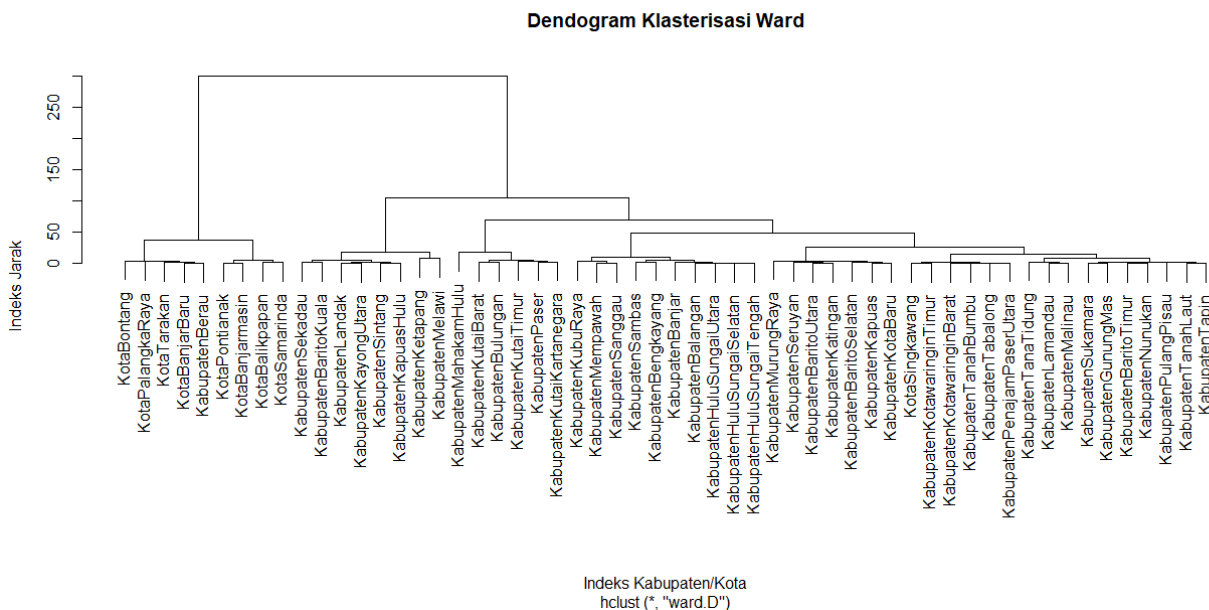 Dendogram Klasterisasi Ward
Indeks Jarak
250
150
50
0
KotaBontang
KotaPalangkaRaya
KotaTarakan
KotaBanjarBaru
KabupatenBerau
KotaPontianak
KotaBanjarmasin
KotaBalikpapan
KotaSamarinda
KabupatenSekadau
KabupatenBaritoKuala
KabupatenLandak
KabupatenKayongUtara
KabupatenSintang
KabupatenKapuasHulu
KabupatenKetapang
KabupatenMelawi
KabupatenMahakamHulu
KabupatenKutaiBarat
KabupatenBulungan
KabupatenKutaiTimur
KabupatenPaser
KabupatenKutaiKartanegara
KabupatenKubuRaya
KabupatenMempawah
KabupatenSanggau
KabupatenSambas
KabupatenBengkayang
KabupatenBanjar
KabupatenBalangan
KabupatenHuluSungaiUtara
KabupatenHuluSungaiSelatan
KabupatenHuluSungaiTengah
KabupatenMurungRaya
KabupatenSeruyan
KabupatenBaritoUtara
KabupatenKatingan
KabupatenBaritoSelatan
KabupatenKapuas
KabupatenKotaBaru
KotaSingkawang
KabupatenKotawaringinTimur
KabupatenKotawaringinBarat
KabupatenTanahBumbu
KabupatenTabalong
KabupatenPenajamPaserUtara
KabupatenTanaTidung
KabupatenLamandau
KabupatenMalinau
KabupatenSukamara
KabupatenGunungMas
KabupatenBaritoTimur
KabupatenNunukan
KabupatenPulangPisau
KabupatenTanahLaut
KabupatenTapin
Indeks Kabupaten/Kota
hclust (*, "ward.D")